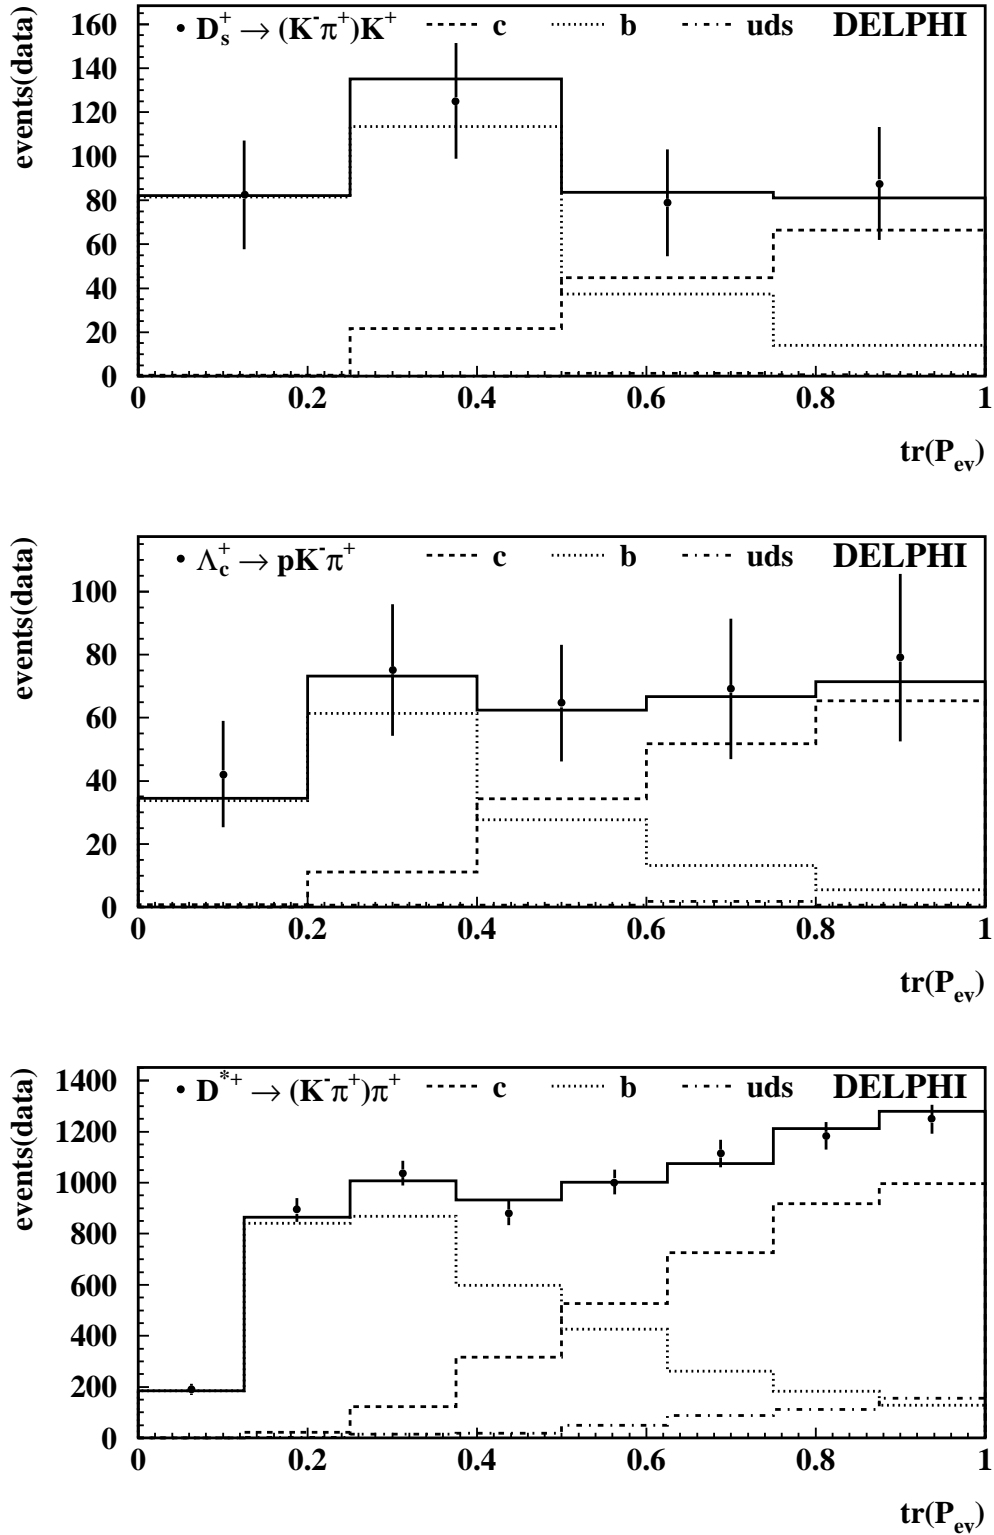 D_s^+ → (K^-π^+)K^+ c b uds DELPHI
events(data)
160
140
120
100
80
60
40
20
0
0 0.2 0.4 0.6 0.8 1
tr(P_ev)
Λ_c^+ → pK^-π^+ c b uds DELPHI
events(data)
100
80
60
40
20
0
0 0.2 0.4 0.6 0.8 1
tr(P_ev)
D^*+ → (K^-π^+)π^+ c b uds DELPHI
events(data)
1400
1200
1000
800
600
400
200
0
0 0.2 0.4 0.6 0.8 1
tr(P_ev)